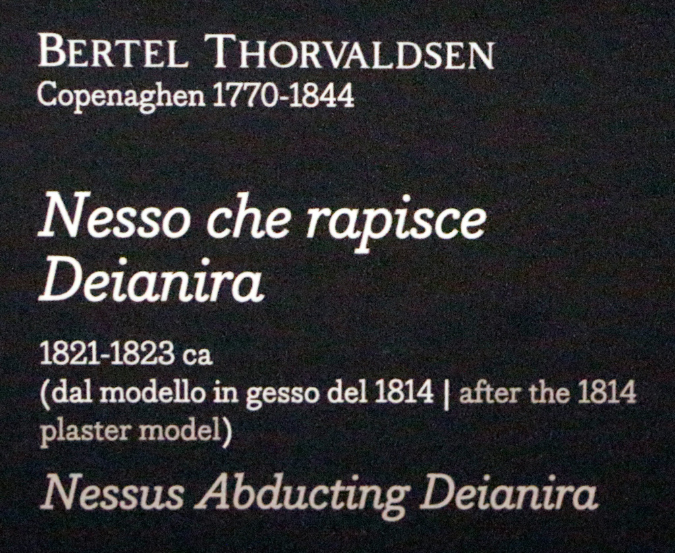 BERTEL THORVALDSEN
Copenaghen 1770-1844
Nesso che rapisce
Deianira
1821-1823 ca
(dal modello in gesso del 1814 | after the 1814
plaster model)
Nessus Abducting Deianira